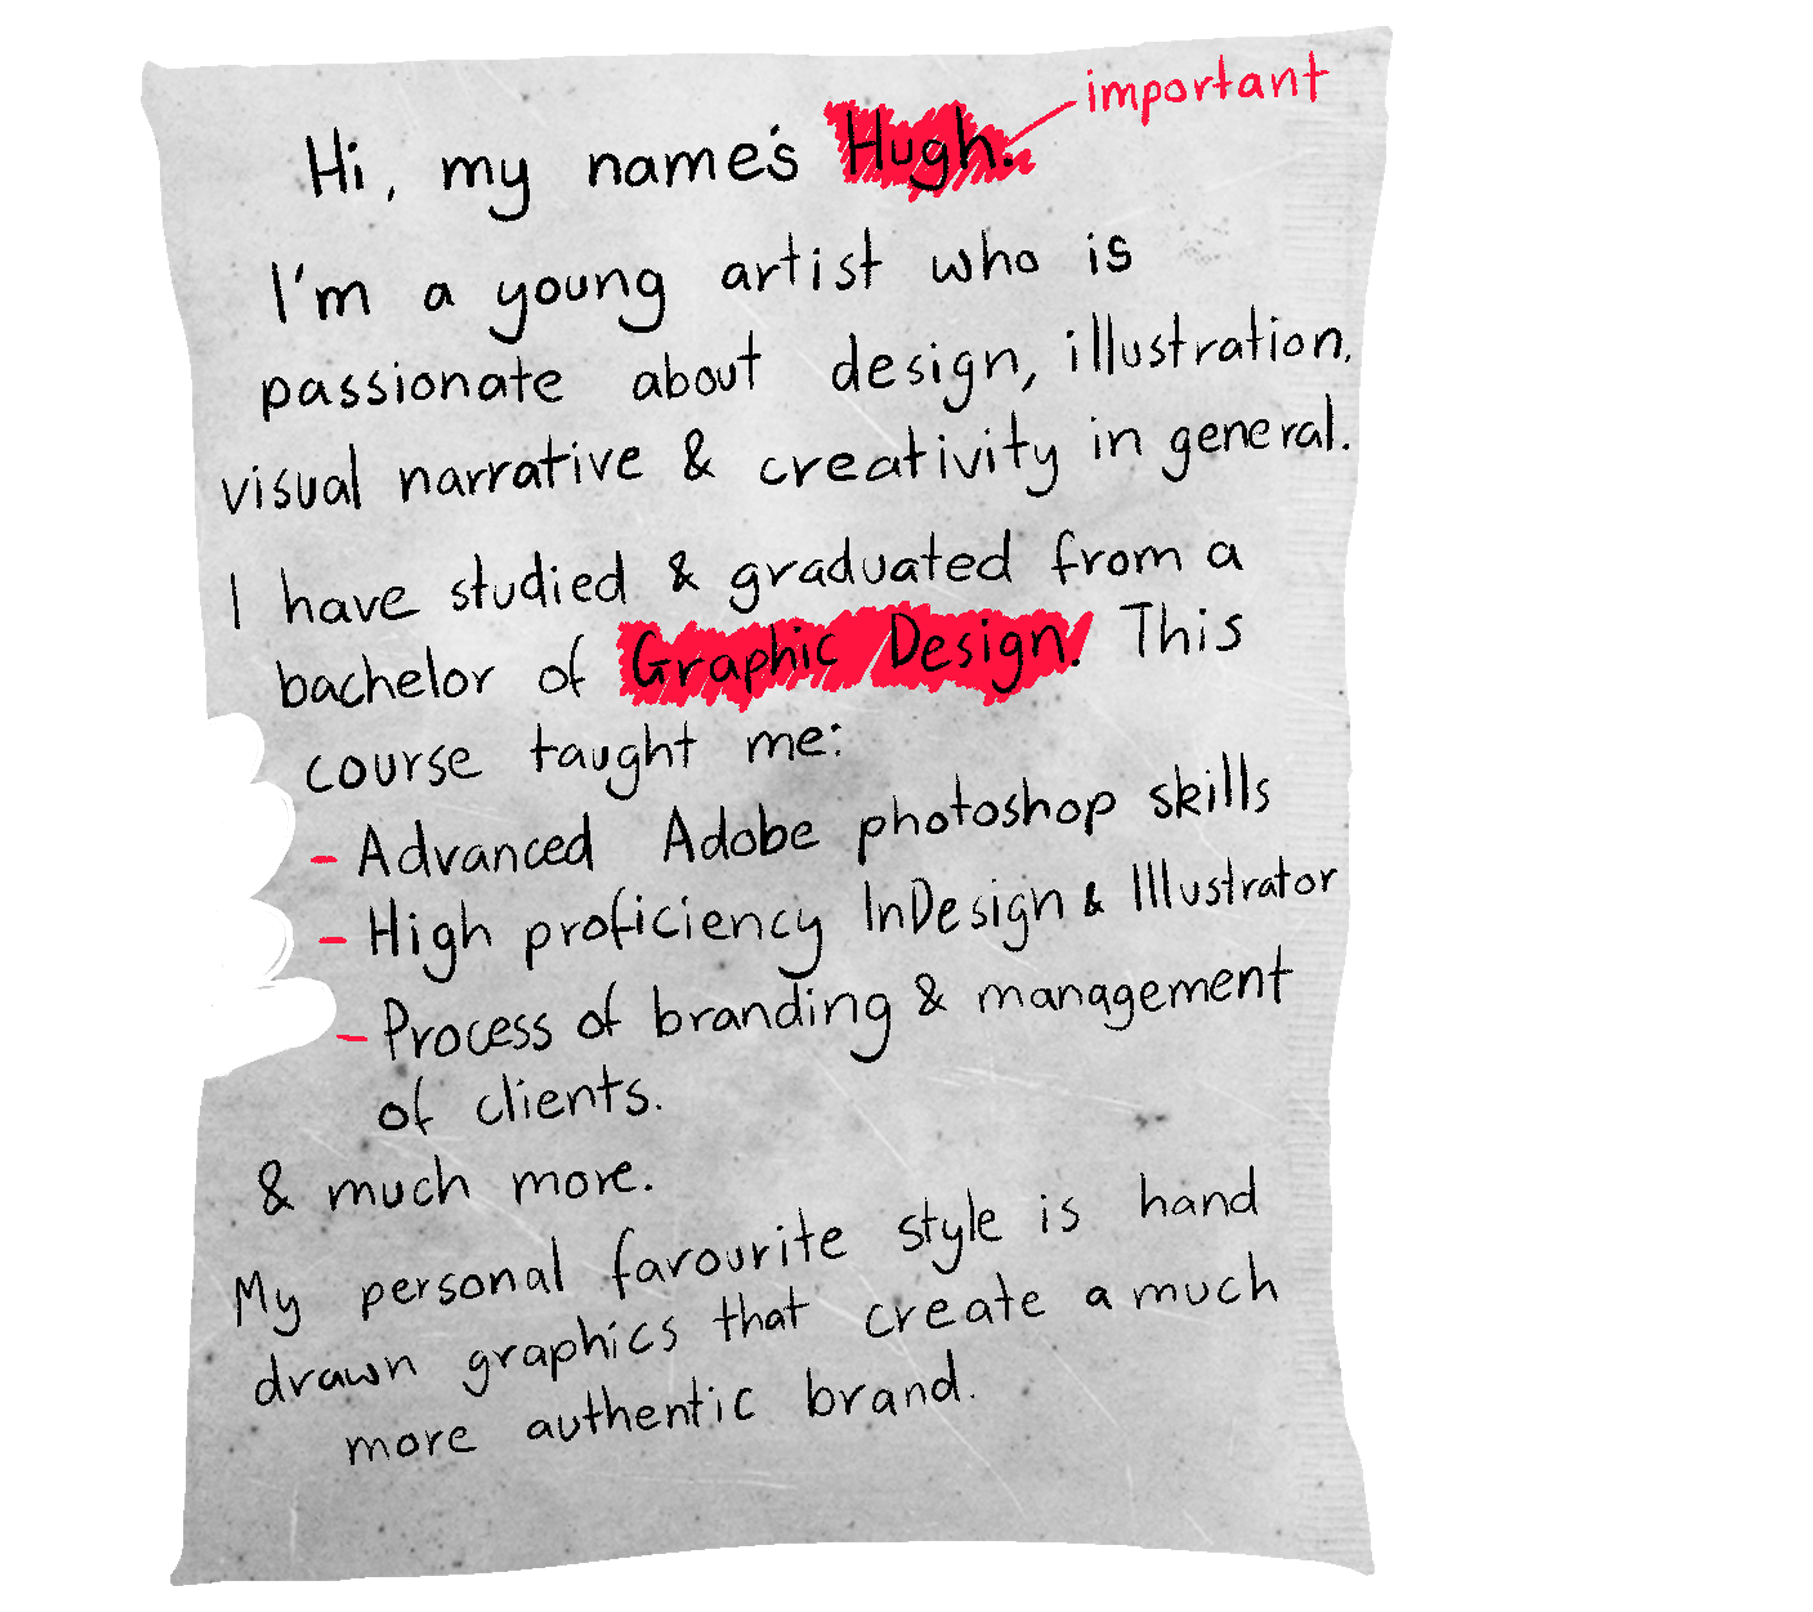 important
Hi, my name's Hugh.
I'm a young artist who is
passionate about design, illustration,
visual narrative & creativity in general.
I have studied & graduated from a
bachelor of Graphic Design. This
course taught me:
- Advanced Adobe photoshop skills
- High proficiency InDesign & Illustrator
- Process of branding & management
of clients.
& much more.
My personal favourite style is hand
drawn graphics that create a much
more authentic brand.